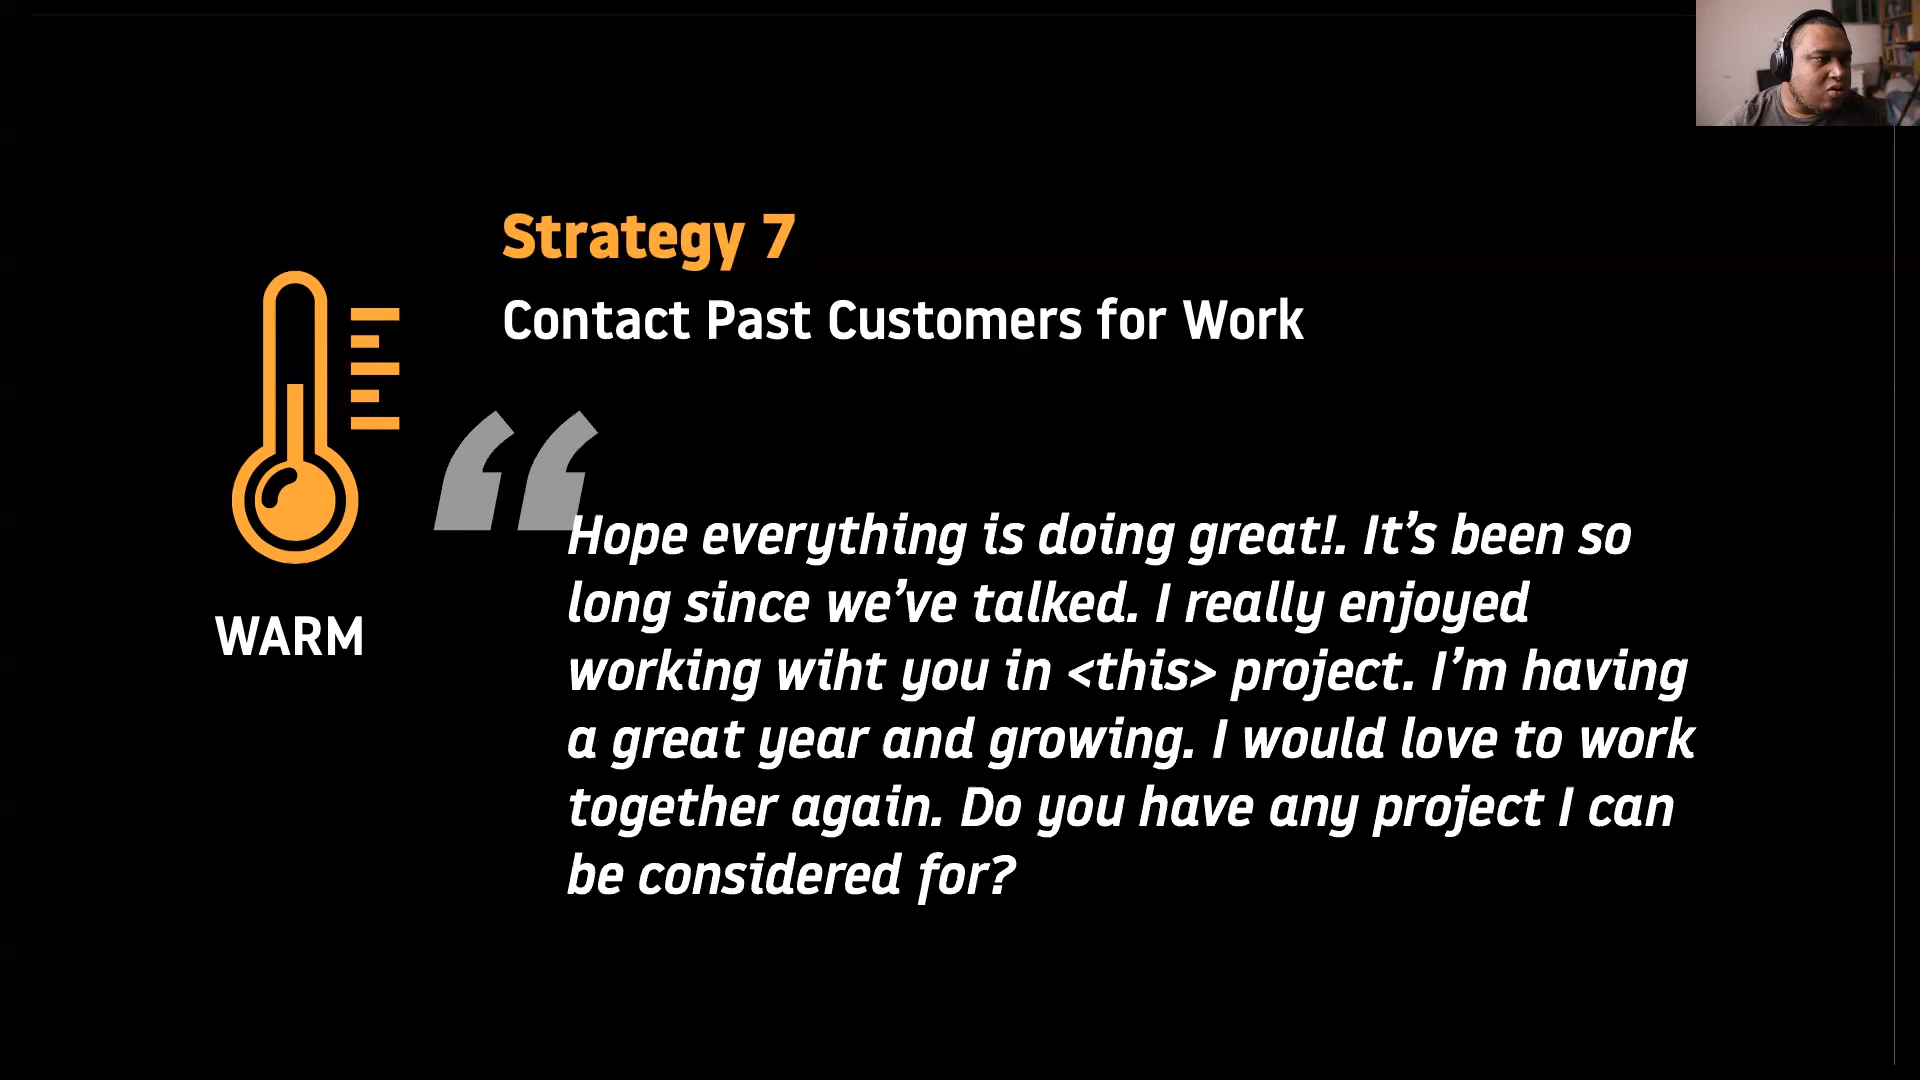 Strategy 7
Contact Past Customers for Work
“
Hope everything is doing great!. It’s been so
long since we’ve talked. I really enjoyed
working wiht you in <this> project. I’m having
a great year and growing. I would love to work
together again. Do you have any project I can
be considered for?
WARM